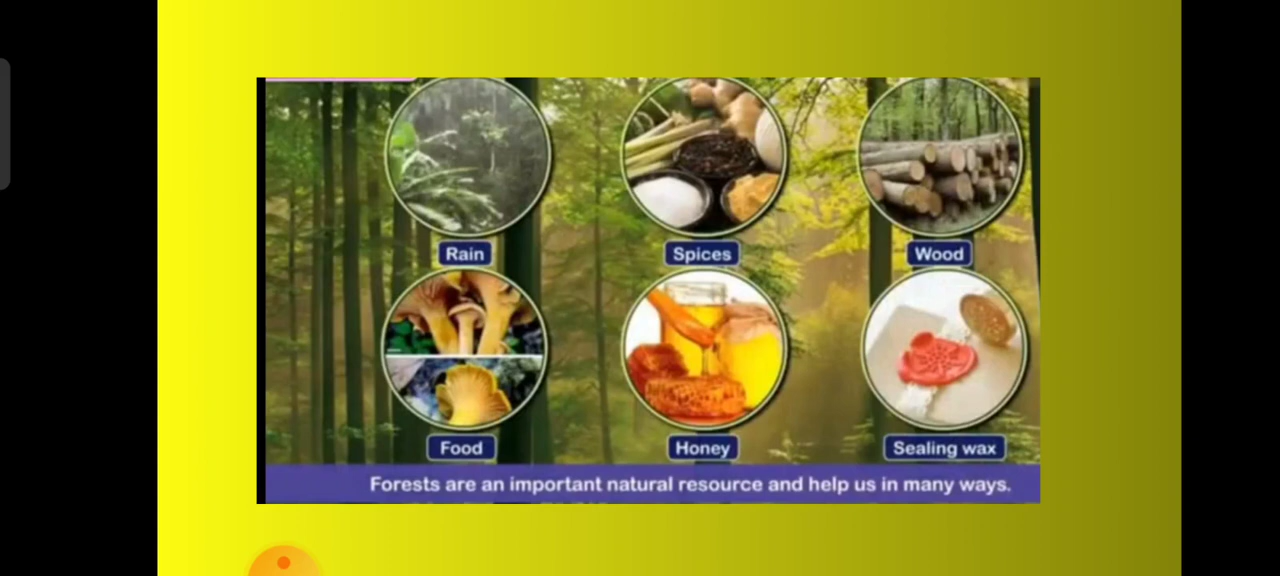 Rain
Spices
Wood
Food
Honey
Sealing wax
Forests are an important natural resource and help us in many ways.